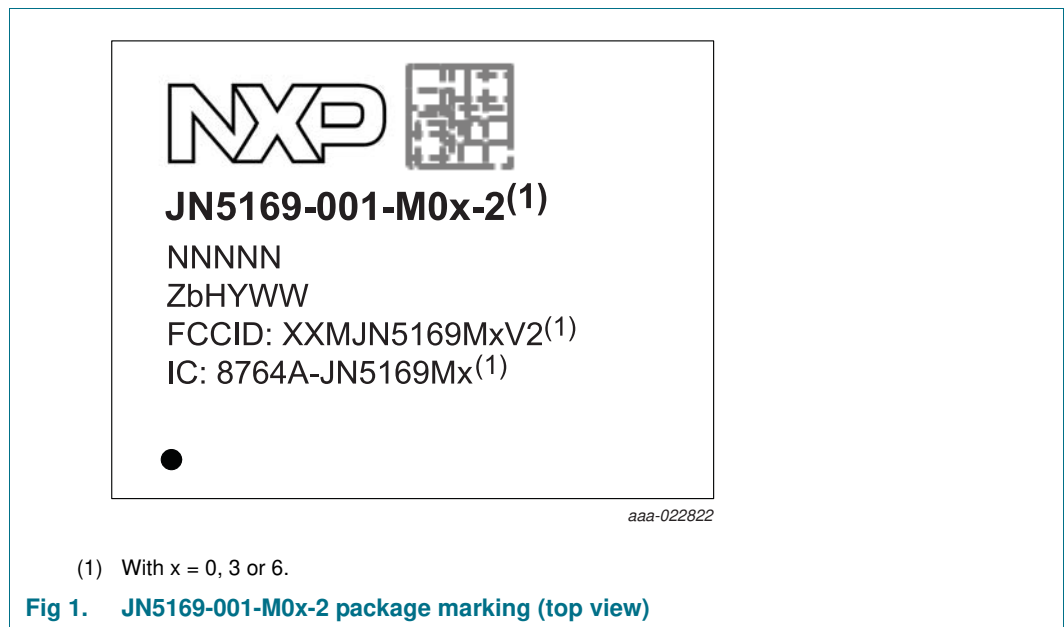 NXP
JN5169-001-M0x-2(1)
NNNNN
ZbHYWW
FCCID: XXMJN5169MxV2(1)
IC: 8764A-JN5169Mx(1)
aaa-022822
(1) With x = 0, 3 or 6.
Fig 1. JN5169-001-M0x-2 package marking (top view)